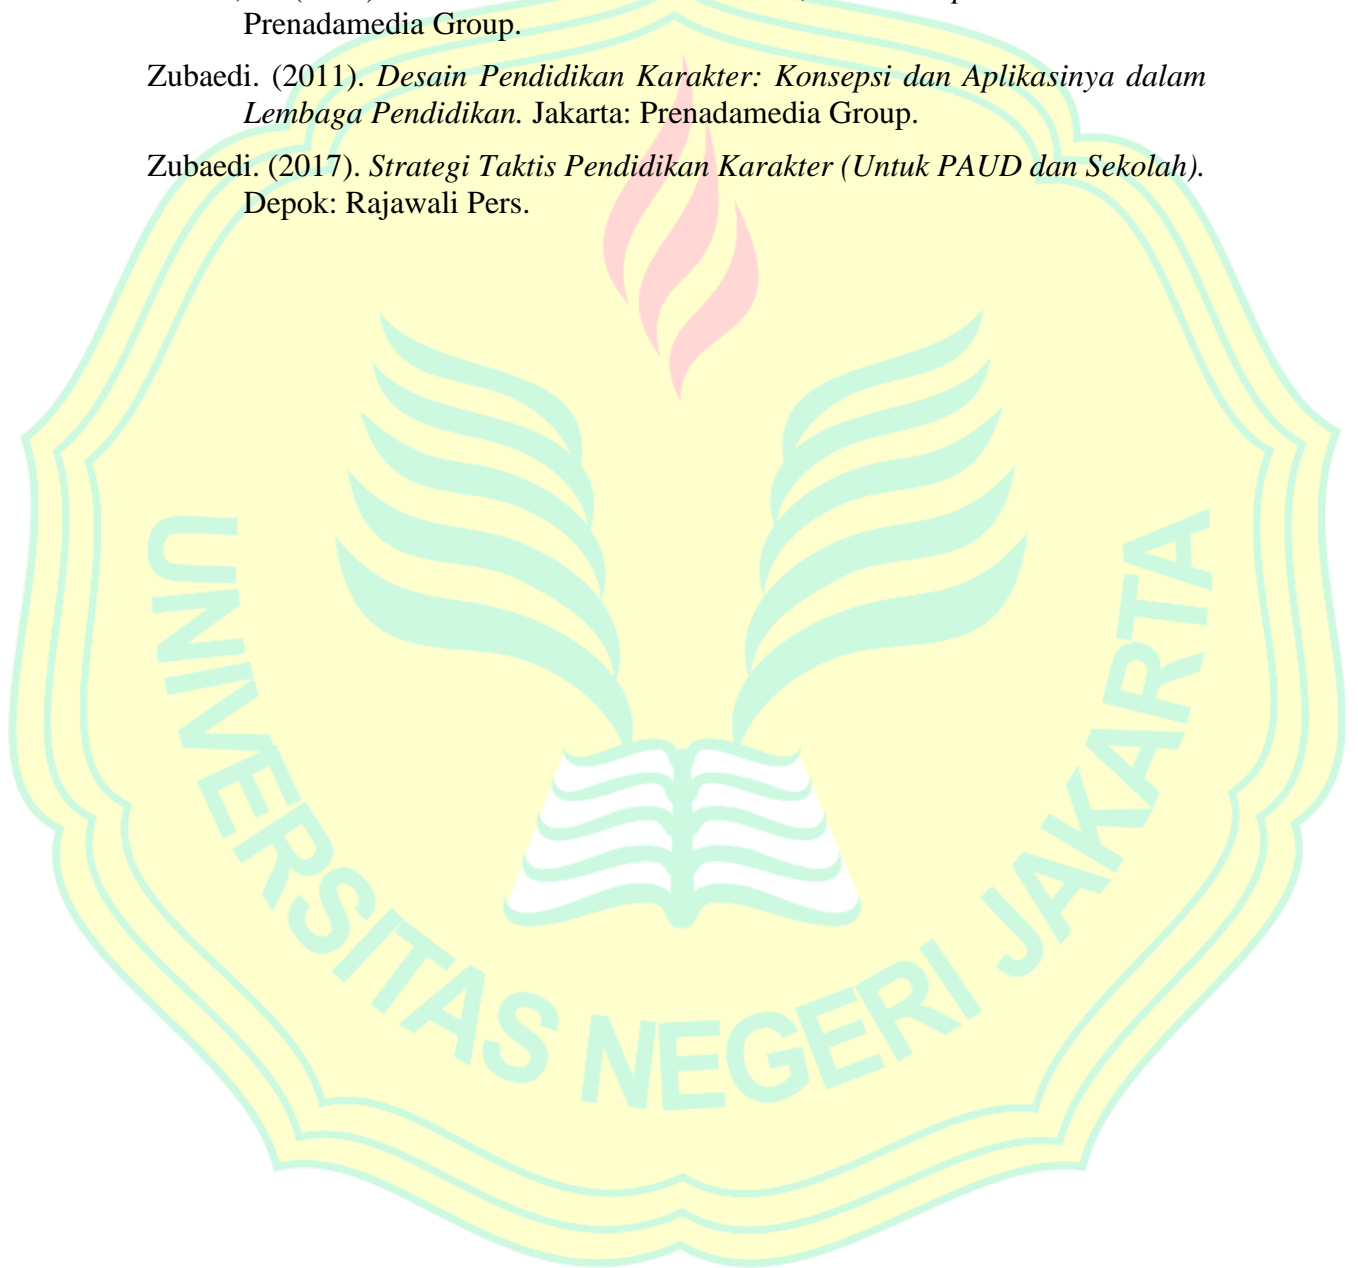 Prenadamedia Group.
Zubaedi. (2011). Desain Pendidikan Karakter: Konsepsi dan Aplikasinya dalam
Lembaga Pendidikan. Jakarta: Prenadamedia Group.
Zubaedi. (2017). Strategi Taktis Pendidikan Karakter (Untuk PAUD dan Sekolah).
Depok: Rajawali Pers.
UNIVERSITAS NEGERI JAKARTA